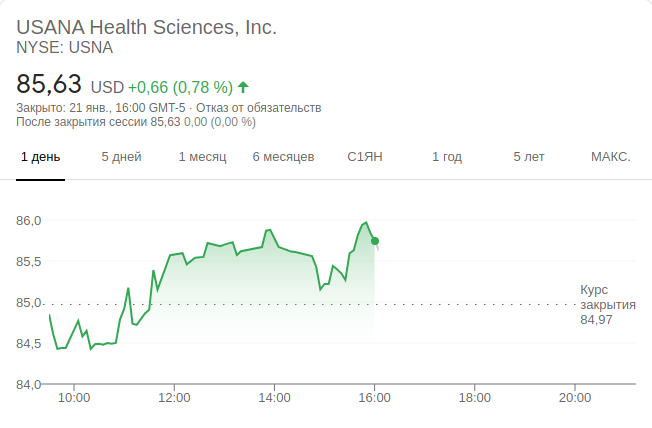 USANA Health Sciences, Inc.
NYSE: USNA
85,63 USD +0,66 (0,78 %)
Закрыто: 21 янв., 16:00 GMT-5 · Отказ от обязательств
После закрытия сессии 85,63 0,00 (0,00 %)
1 день 5 дней 1 месяц 6 месяцев С1ЯН 1 год 5 лет МАКС.
86,0
85,5
85,0
84,5
84,0
Курс
закрытия
84,97
10:00 12:00 14:00 16:00 18:00 20:00